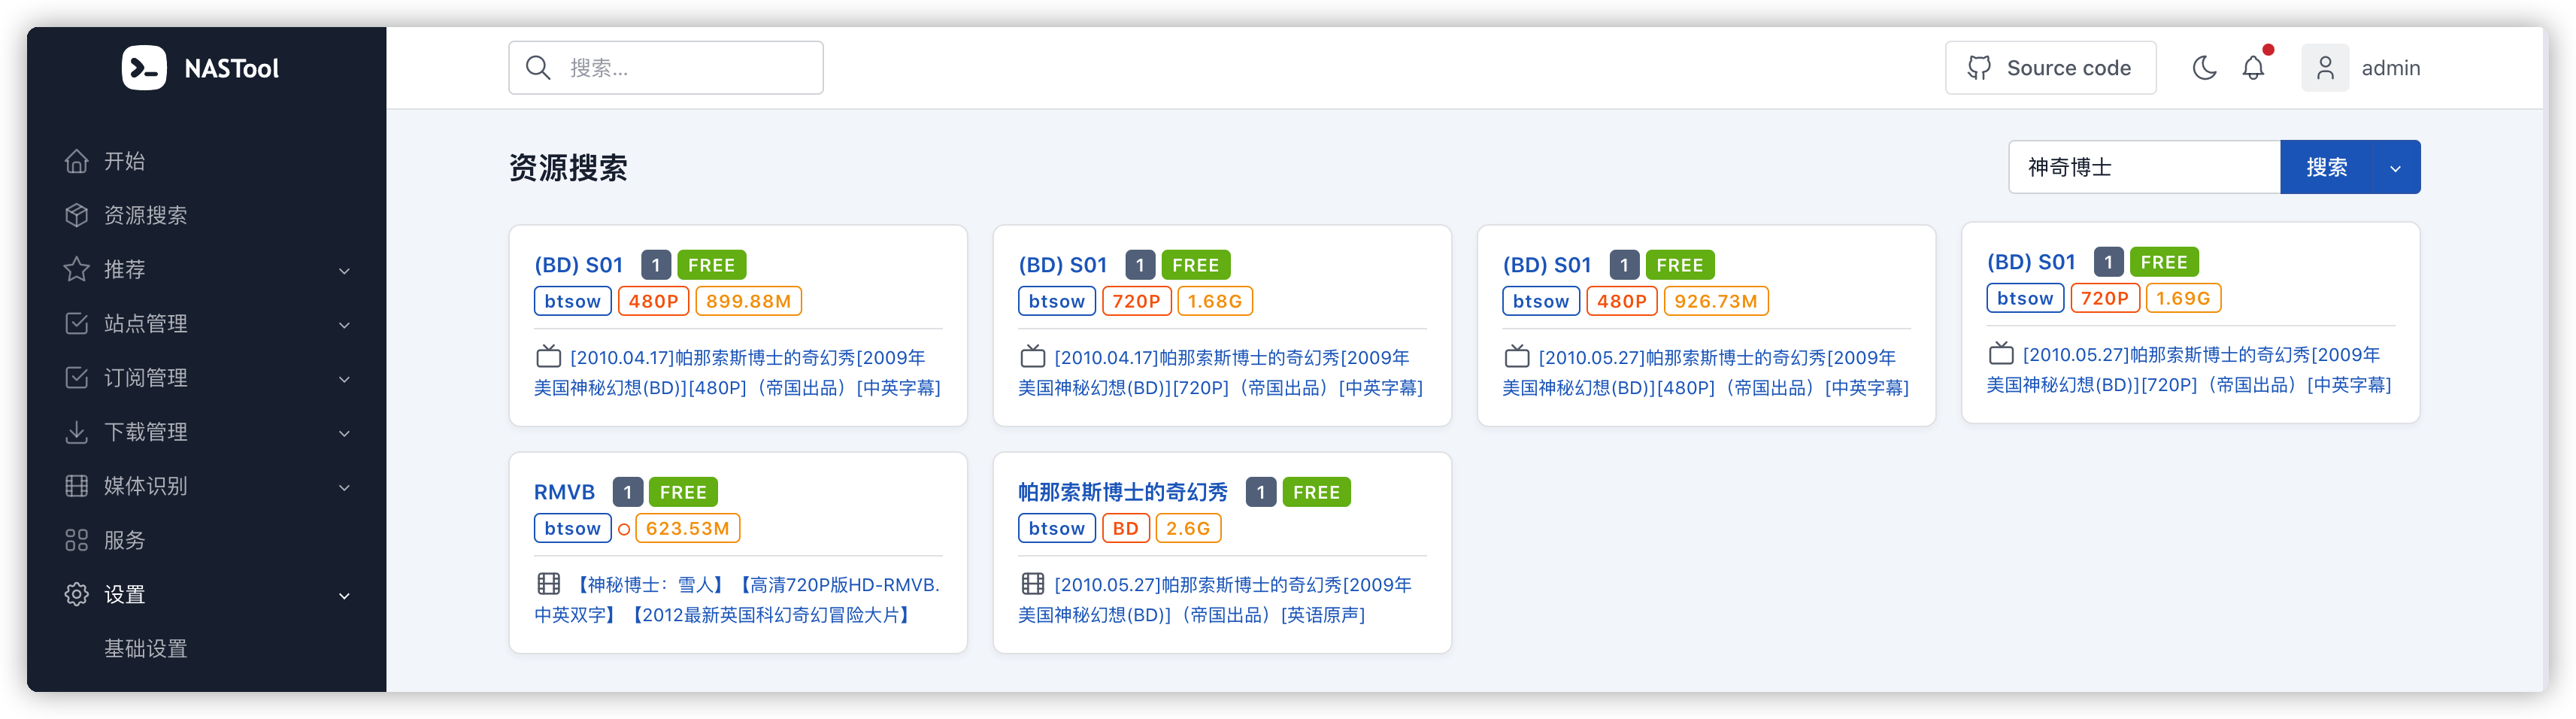 NASTool
搜索...
Source code
admin
开始
资源搜索
推荐
站点管理
订阅管理
下载管理
媒体识别
服务
设置
基础设置
资源搜索
神奇博士
搜索
(BD) S01 1 FREE
btsow 480P 899.88M
[2010.04.17]帕那索斯博士的奇幻秀[2009年
美国神秘幻想(BD)][480P]（帝国出品）[中英字幕]
(BD) S01 1 FREE
btsow 720P 1.68G
[2010.04.17]帕那索斯博士的奇幻秀[2009年
美国神秘幻想(BD)][720P]（帝国出品）[中英字幕]
(BD) S01 1 FREE
btsow 480P 926.73M
[2010.05.27]帕那索斯博士的奇幻秀[2009年
美国神秘幻想(BD)][480P]（帝国出品）[中英字幕]
(BD) S01 1 FREE
btsow 720P 1.69G
[2010.05.27]帕那索斯博士的奇幻秀[2009年
美国神秘幻想(BD)][720P]（帝国出品）[中英字幕]
RMVB 1 FREE
btsow 623.53M
【神秘博士：雪人】【高清720P版HD-RMVB.
中英双字】【2012最新英国科幻奇幻冒险大片】
帕那索斯博士的奇幻秀 1 FREE
btsow BD 2.6G
[2010.05.27]帕那索斯博士的奇幻秀[2009年
美国神秘幻想(BD)]（帝国出品）[英语原声]